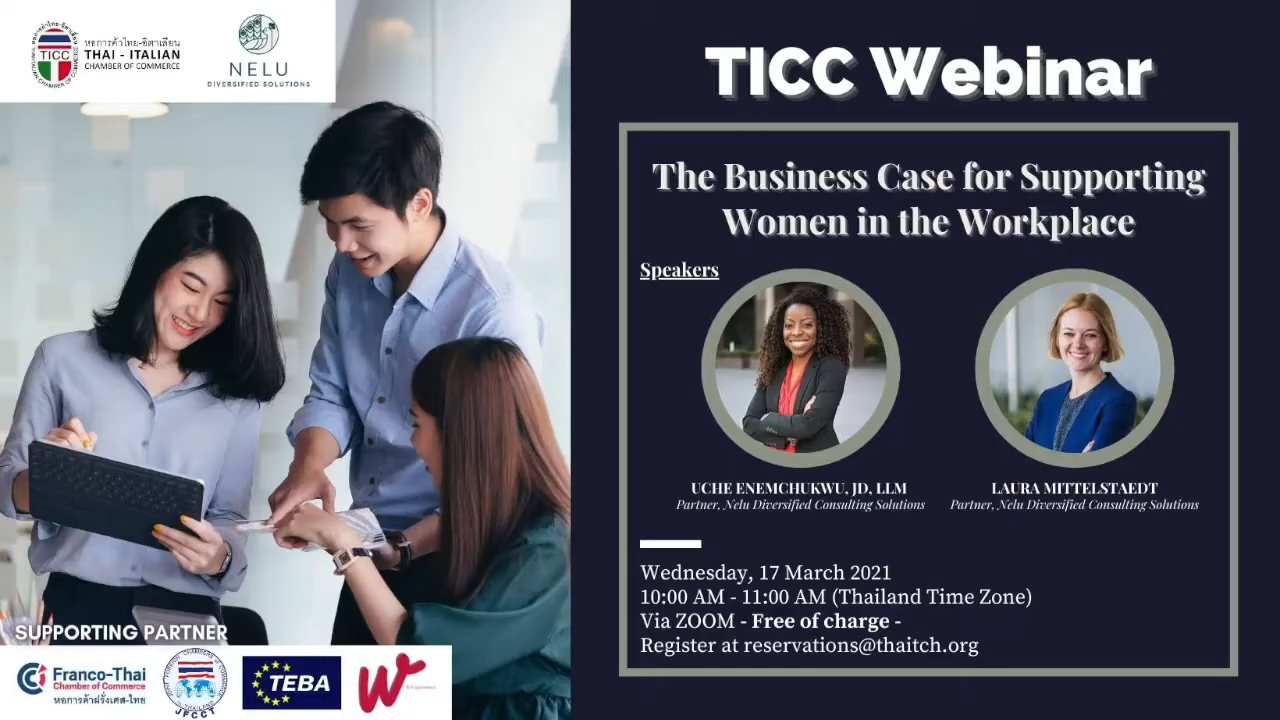 หอการค้าไทย-อิตาเลียน
THAI - ITALIAN
CHAMBER OF COMMERCE
TICC
NELU
DIVERSIFIED SOLUTIONS
TICC Webinar
The Business Case for Supporting
Women in the Workplace
Speakers
UCHE ENEMCHUKWU, JD, LLM
Partner, Nelu Diversified Consulting Solutions
LAURA MITTELSTAEDT
Partner, Nelu Diversified Consulting Solutions
Wednesday, 17 March 2021
10:00 AM - 11:00 AM (Thailand Time Zone)
Via ZOOM - Free of charge -
Register at reservations@thaitch.org
SUPPORTING PARTNER
Franco-Thai
Chamber of Commerce
หอการค้าฝรั่งเศส-ไทย
JFCCT
TEBA
W